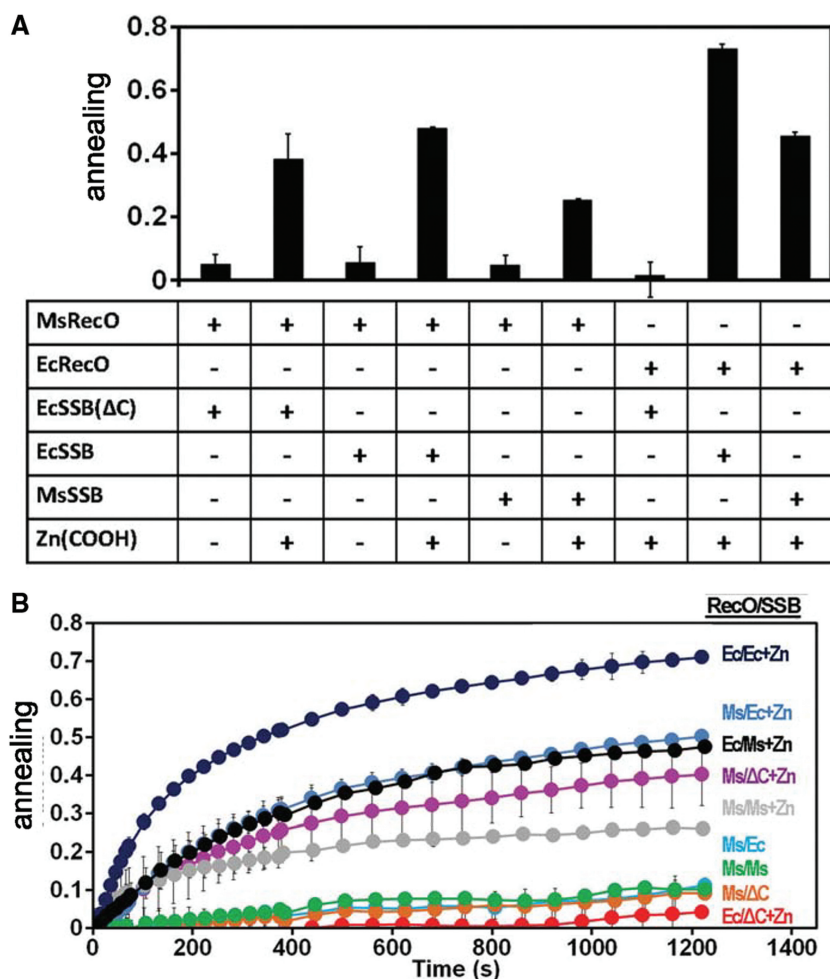 A
annealing
0.8
0.6
0.4
0.2
0
MsRecO + + + + + + - - -
EcRecO - - - - - - + + +
EcSSB(ΔC) + + - - - - + - -
EcSSB - - + + - - - + -
MsSSB - - - - + + - - +
Zn(COOH) - + - + - + + + +
B
RecO/SSB
annealing
0.8
0.7
0.6
0.5
0.4
0.3
0.2
0.1
0
Ec/Ec+Zn
Ms/Ec+Zn
Ec/Ms+Zn
Ms/ΔC+Zn
Ms/Ms+Zn
Ms/Ec
Ms/Ms
Ms/ΔC
Ec/ΔC+Zn
0 200 400 600 800 1000 1200 1400
Time (s)